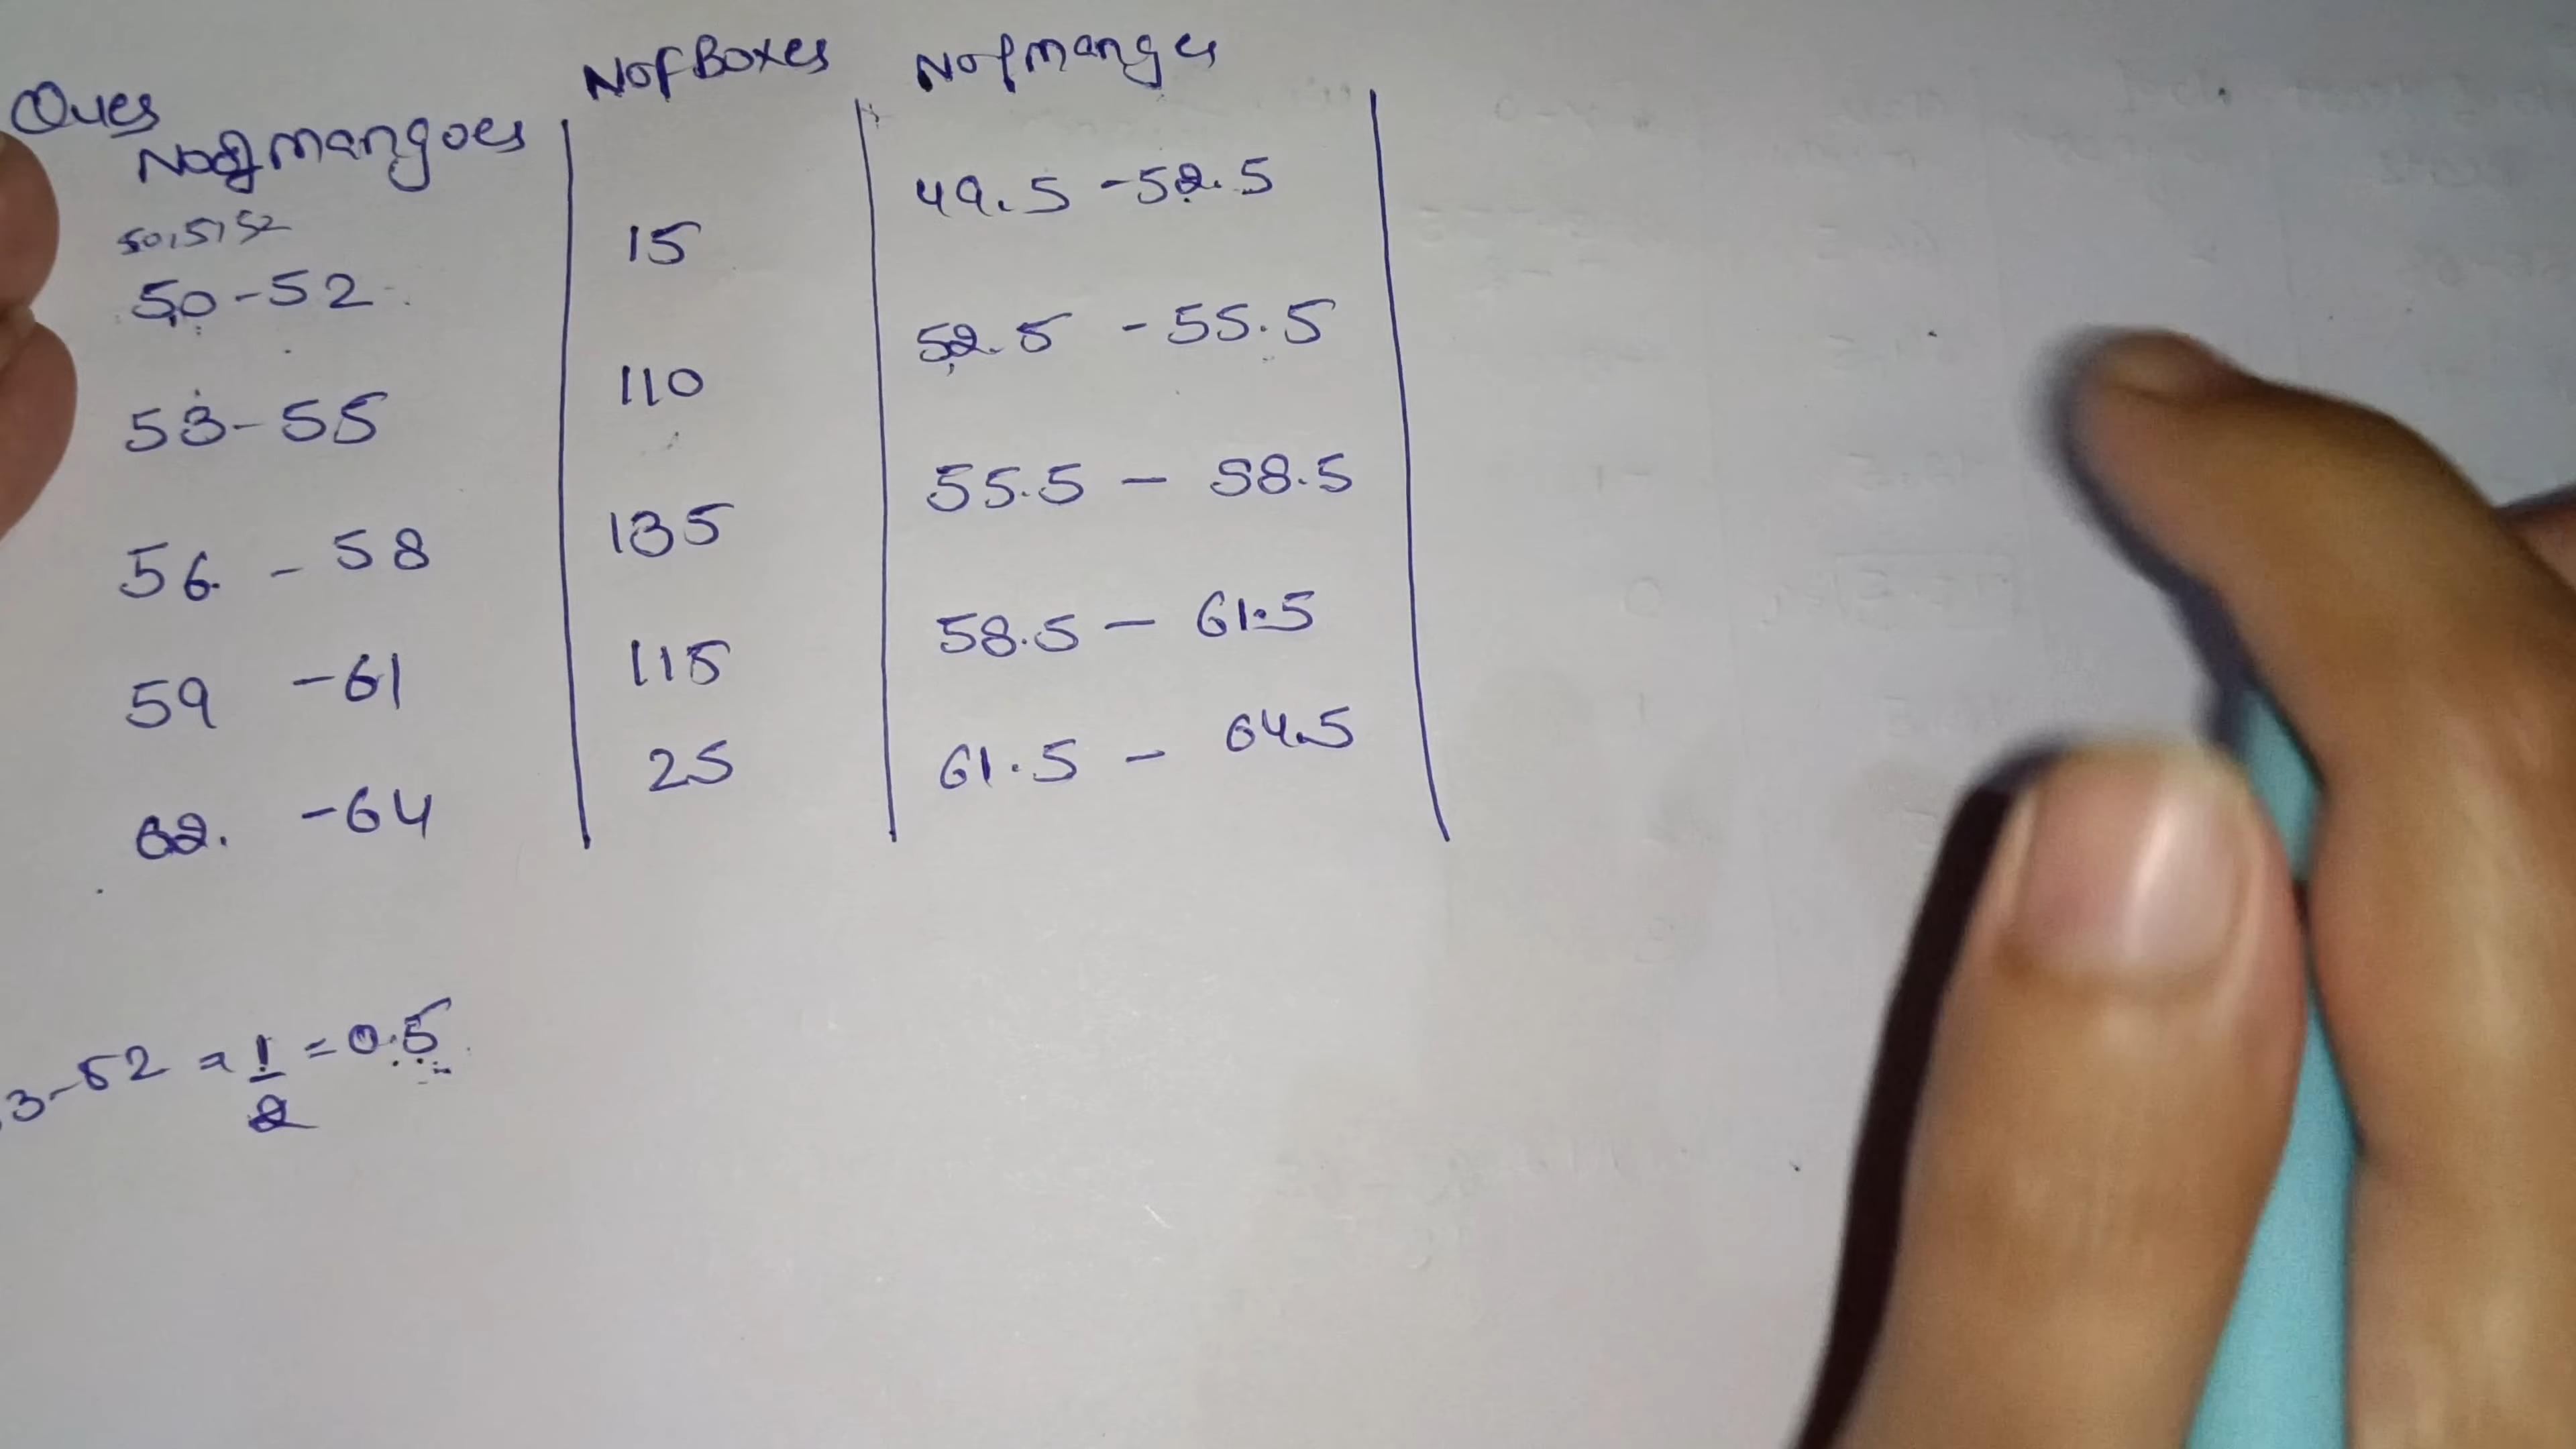 Ques
No of mangoes | No of Boxes | No of mangoes
50,51,52
50-52 | 15 | 49.5 - 52.5
53-55 | 110 | 52.5 - 55.5
56 - 58 | 135 | 55.5 - 58.5
59 - 61 | 115 | 58.5 - 61.5
62 - 64 | 25 | 61.5 - 64.5
3-52 = 1/2 = 0.5